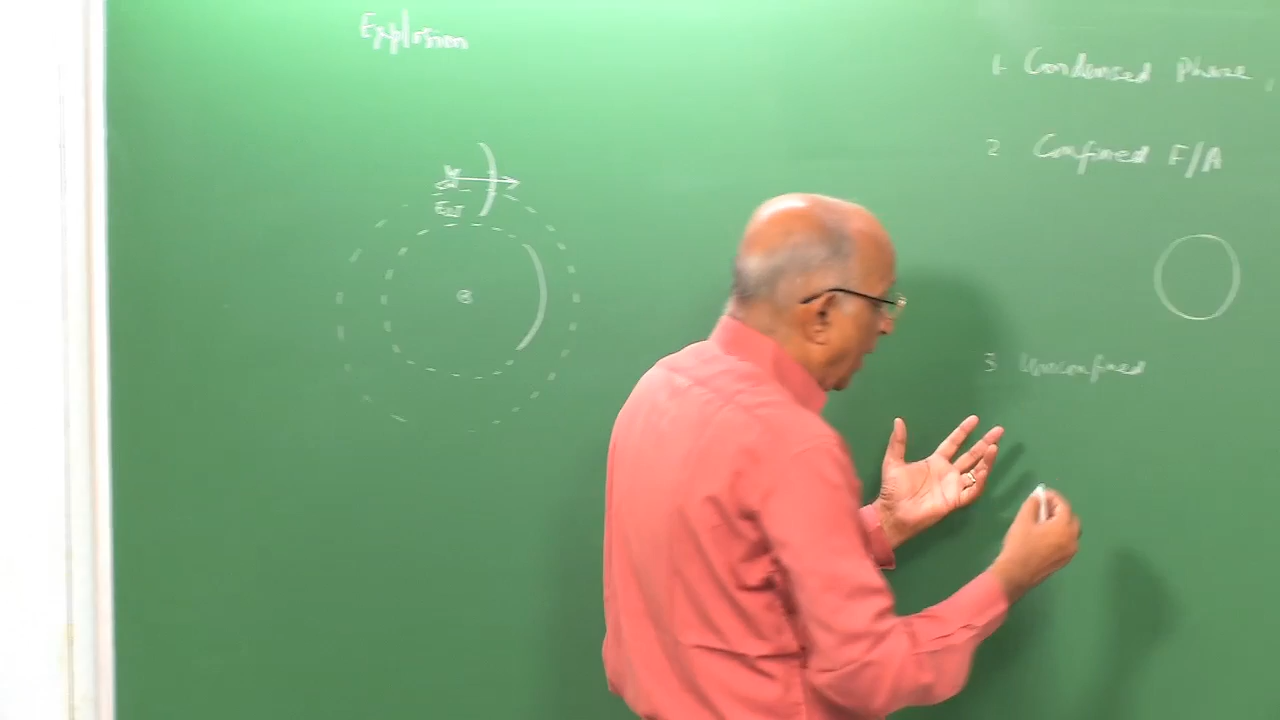 Explosion
1. Condensed Phase,
2 Confined F/A
3 Unconfined